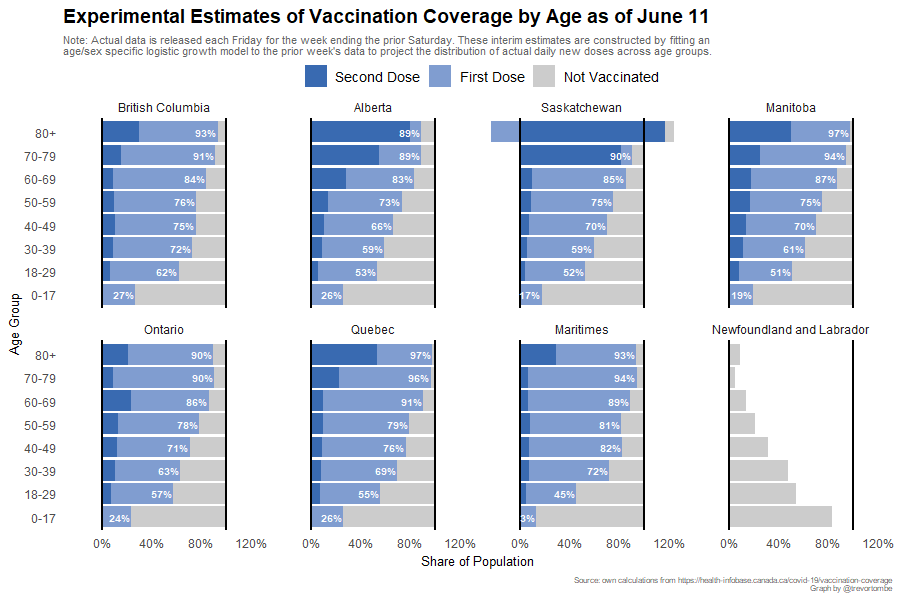 Experimental Estimates of Vaccination Coverage by Age as of June 11
Note: Actual data is released each Friday for the week ending the prior Saturday. These interim estimates are constructed by fitting an
age/sex specific logistic growth model to the prior week's data to project the distribution of actual daily new doses across age groups.
Second Dose First Dose Not Vaccinated
British Columbia Alberta Saskatchewan Manitoba
80+ 93% 89% 97%
70-79 91% 89% 90% 94%
60-69 84% 83% 85% 87%
50-59 76% 73% 75% 75%
40-49 75% 66% 70% 70%
30-39 72% 59% 59% 61%
18-29 62% 53% 52% 51%
0-17 27% 26% 17% 19%
Age Group
Ontario Quebec Maritimes Newfoundland and Labrador
80+ 90% 97% 93%
70-79 90% 96% 94%
60-69 86% 91% 89%
50-59 78% 79% 81%
40-49 71% 76% 82%
30-39 63% 69% 72%
18-29 57% 55% 45%
0-17 24% 26% 3%
0% 40% 80% 120% 0% 40% 80% 120% 0% 40% 80% 120% 0% 40% 80% 120%
Share of Population
Source: own calculations from https://health-infobase.canada.ca/covid-19/vaccination-coverage
Graph by @trevortombe